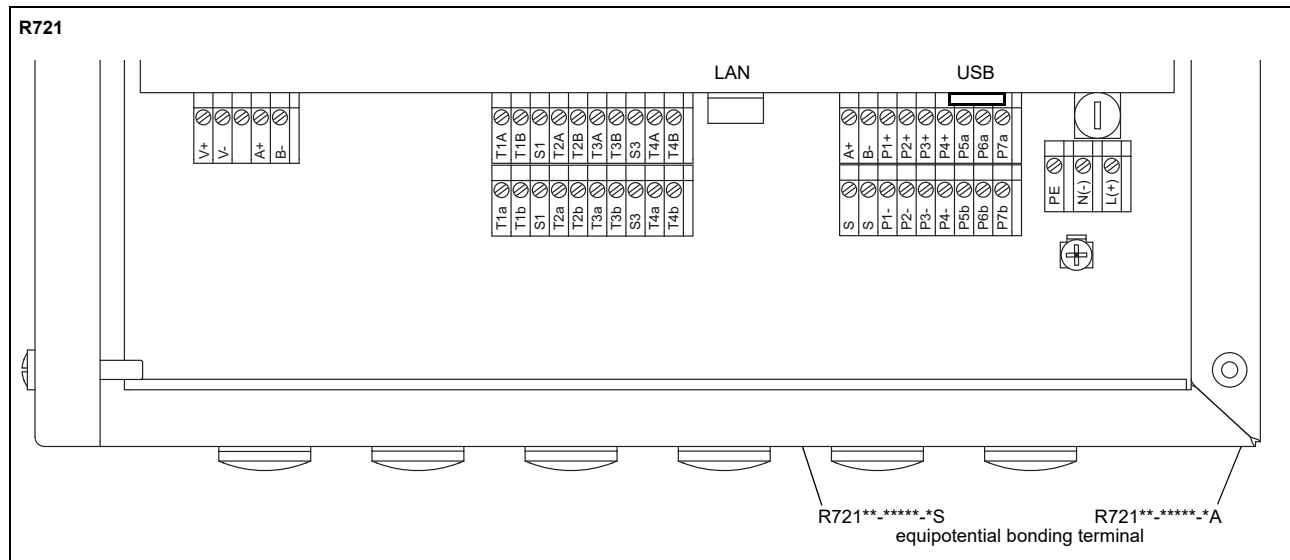 R721
LAN
USB
V+ V- A+ B-
T1A T1B S1 T2A T2B T3A T3B S3 T4A T4B
A+ B- P1+ P2+ P3+ P4+ P5a P6a P7a
PE N(-) L(+)
T1a T1b S1 T2a T2b T3a T3b S3 T4a T4b
S S P1- P2- P3- P4- P5b P6b P7b
R721**-*****-*S
R721**-*****-*A
equipotential bonding terminal